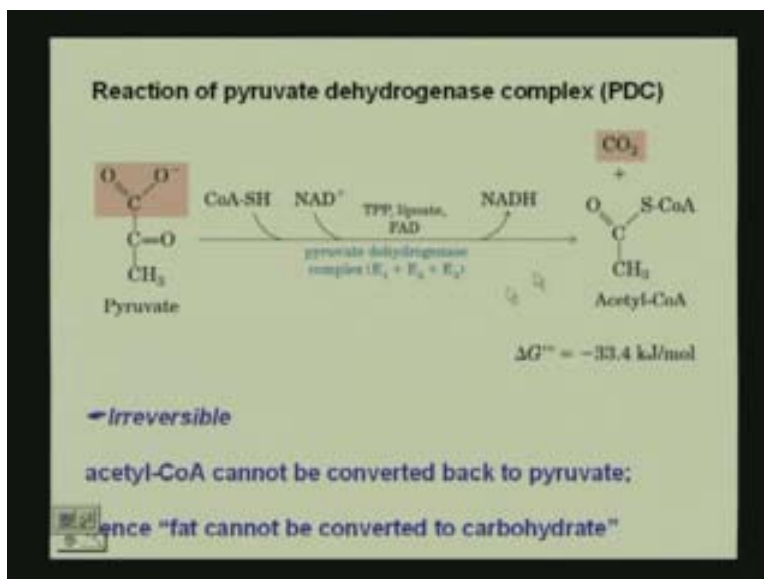 Reaction of pyruvate dehydrogenase complex (PDC)
CO₂
+
O O⁻ CoA-SH NAD⁺ TPP, lipoate, NADH O S-CoA
C FAD C
C=O pyruvate dehydrogenase
CH₃ complex (E₁ + E₂ + E₃) CH₃
Pyruvate Acetyl-CoA
ΔG'° = −33.4 kJ/mol
Irreversible
acetyl-CoA cannot be converted back to pyruvate;
ence “fat cannot be converted to carbohydrate”